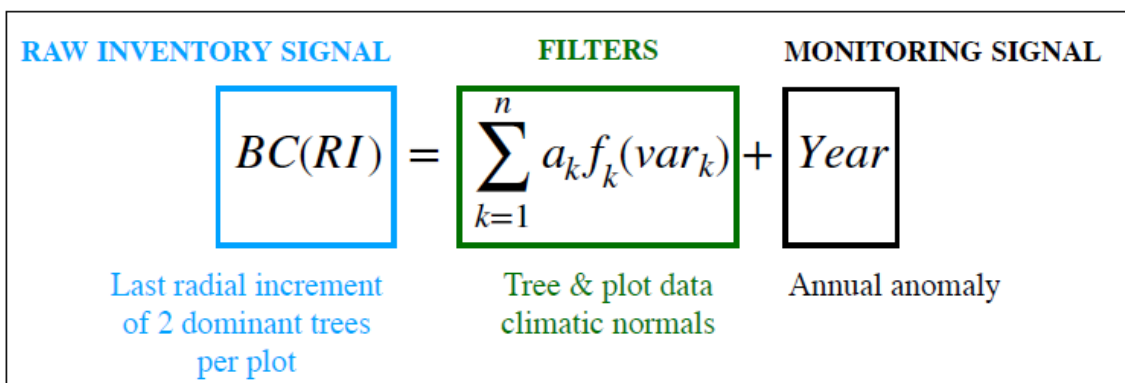 RAW INVENTORY SIGNAL FILTERS MONITORING SIGNAL
BC(RI) = \sum_{k=1}^{n} a_k f_k(var_k) + Year
Last radial increment
of 2 dominant trees
per plot
Tree & plot data
climatic normals
Annual anomaly